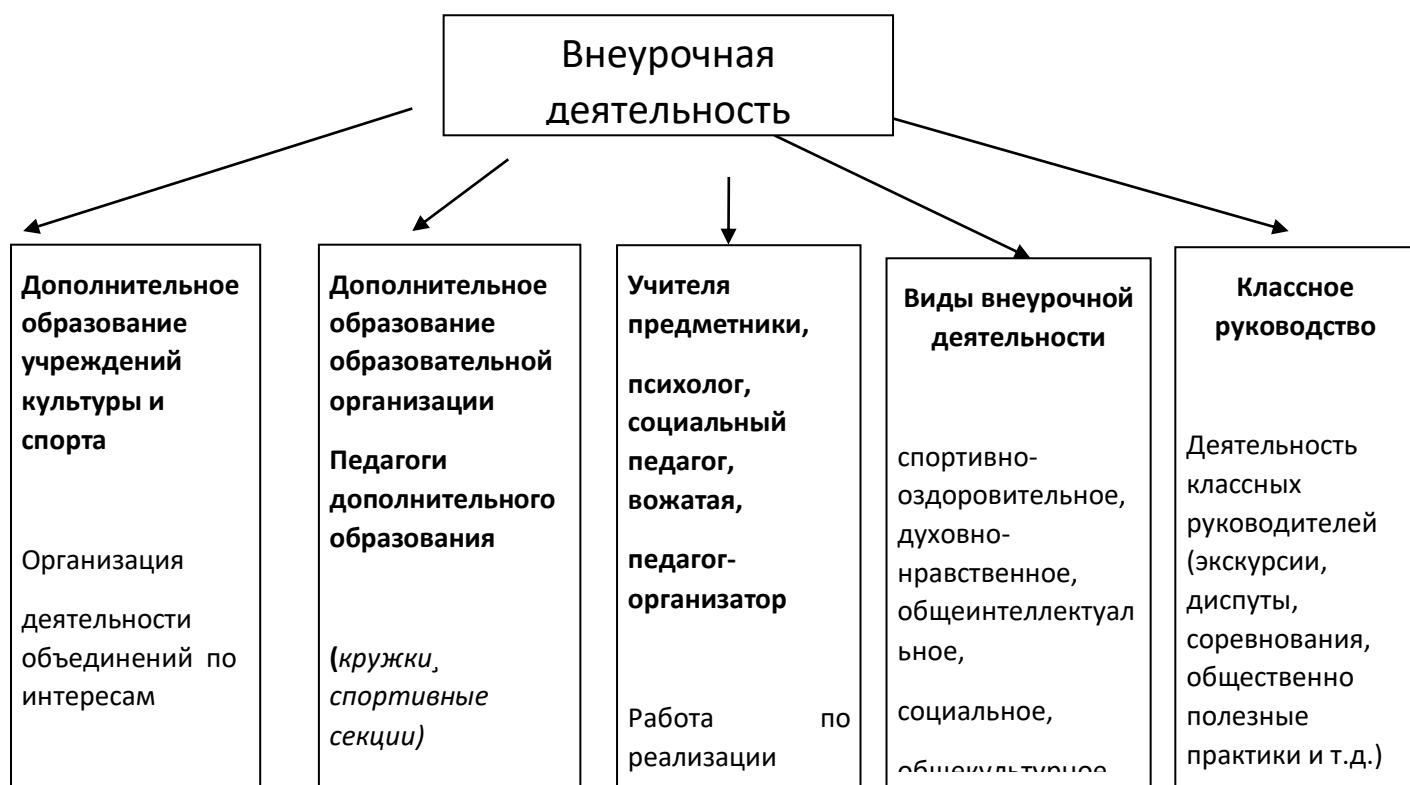 Внеурочная
деятельность
Дополнительное
образование
учреждений
культуры и
спорта
Организация
деятельности
объединений по
интересам
Дополнительное
образование
образовательной
организации
Педагоги
дополнительного
образования
(кружки,
спортивные
секции)
Учителя
предметники,
психолог,
социальный
педагог,
вожатая,
педагог-
организатор
Работа по
реализации
Виды внеурочной
деятельности
спортивно-
оздоровительное,
духовно-
нравственное,
общеинтеллектуал
ьное,
социальное,
общекультурное
Классное
руководство
Деятельность
классных
руководителей
(экскурсии,
диспуты,
соревнования,
общественно
полезные
практики и т.д.)